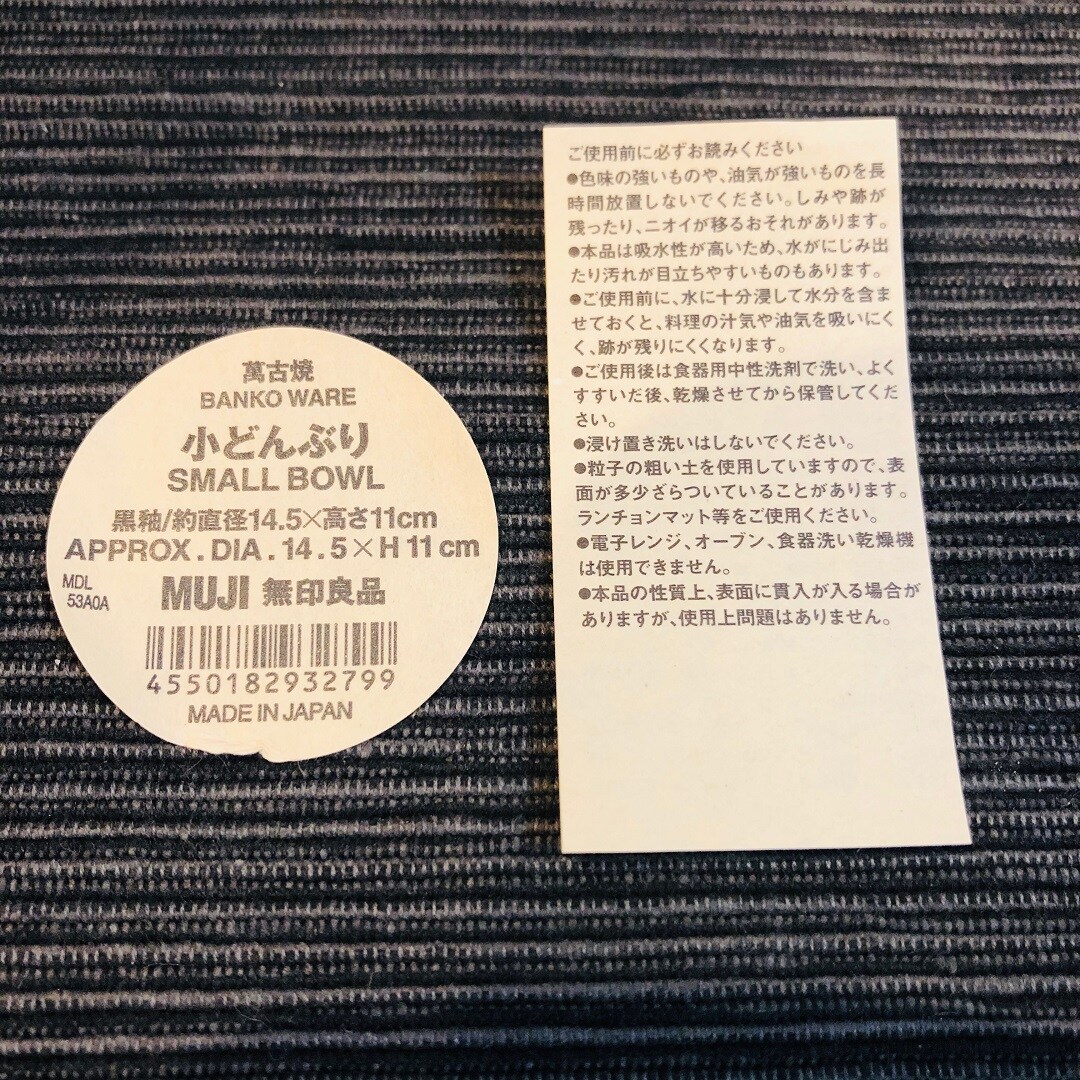 萬古焼
BANKO WARE
小どんぶり
SMALL BOWL
黒釉/約直径14.5×高さ11cm
APPROX.DIA.14.5×H11cm
MDL
53A0A
MUJI 無印良品
4550182932799
MADE IN JAPAN
ご使用前に必ずお読みください
●色味の強いものや、油気が強いものを長
時間放置しないでください。しみや跡が
残ったり、ニオイが移るおそれがあります。
●本品は吸水性が高いため、水がにじみ出
たり汚れが目立ちやすいものもあります。
●ご使用前に、水に十分浸して水分を含ま
せておくと、料理の汁気や油気を吸いにく
く、跡が残りにくくなります。
●ご使用後は食器用中性洗剤で洗い、よく
すすいだ後、乾燥させてから保管してくだ
さい。
●浸け置き洗いはしないでください。
●粒子の粗い土を使用していますので、表
面が多少ざらついていることがあります。
ランチョンマット等をご使用ください。
●電子レンジ、オーブン、食器洗い乾燥機
は使用できません。
●本品の性質上、表面に貫入が入る場合が
ありますが、使用上問題はありません。